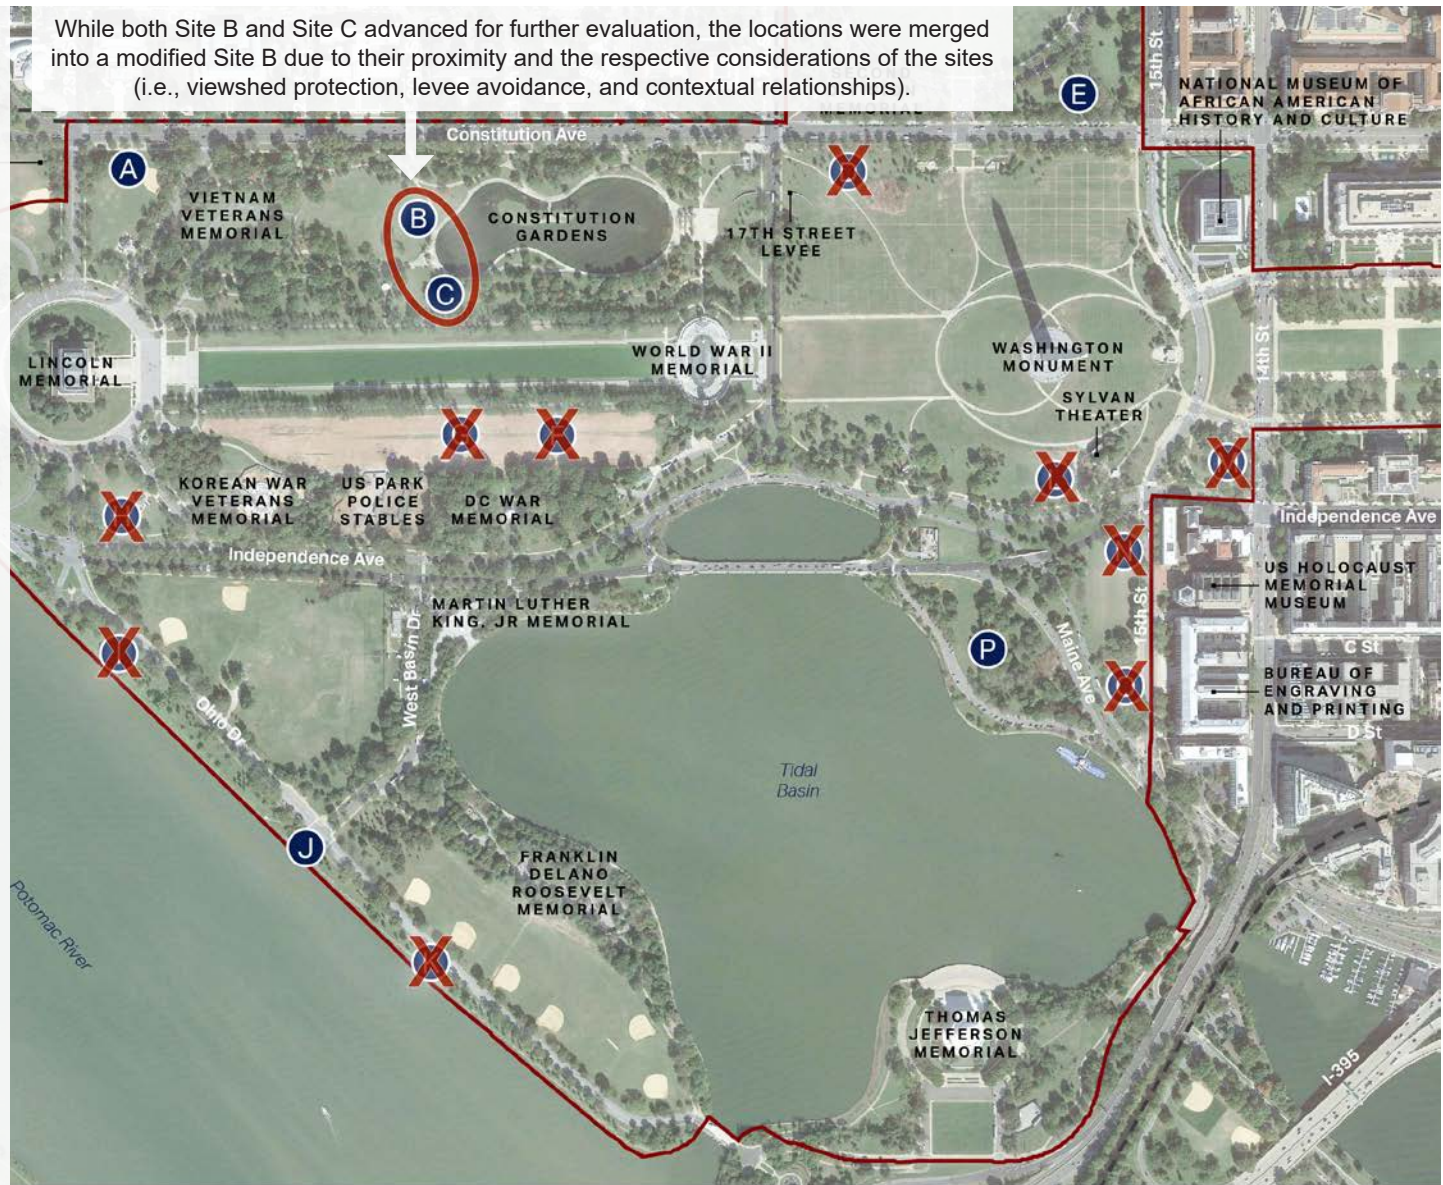 While both Site B and Site C advanced for further evaluation, the locations were merged
into a modified Site B due to their proximity and the respective considerations of the sites
(i.e., viewshed protection, levee avoidance, and contextual relationships).
E
15th St
NATIONAL MUSEUM OF
AFRICAN AMERICAN
HISTORY AND CULTURE
MEMORIAL
Constitution Ave
A
VIETNAM
VETERANS
MEMORIAL
B
CONSTITUTION
GARDENS
17TH STREET
LEVEE
C
LINCOLN
MEMORIAL
WORLD WAR II
MEMORIAL
WASHINGTON
MONUMENT
14th St
SYLVAN
THEATER
KOREAN WAR
VETERANS
MEMORIAL
US PARK
POLICE
STABLES
DC WAR
MEMORIAL
Independence Ave
Independence Ave
US HOLOCAUST
MEMORIAL
MUSEUM
MARTIN LUTHER
KING, JR MEMORIAL
West Basin Dr
P
Maine Ave
15th St
C St
BUREAU OF
ENGRAVING
AND PRINTING
D St
Ohio Dr
Tidal
Basin
J
FRANKLIN
DELANO
ROOSEVELT
MEMORIAL
Potomac River
K
THOMAS
JEFFERSON
MEMORIAL
I-395